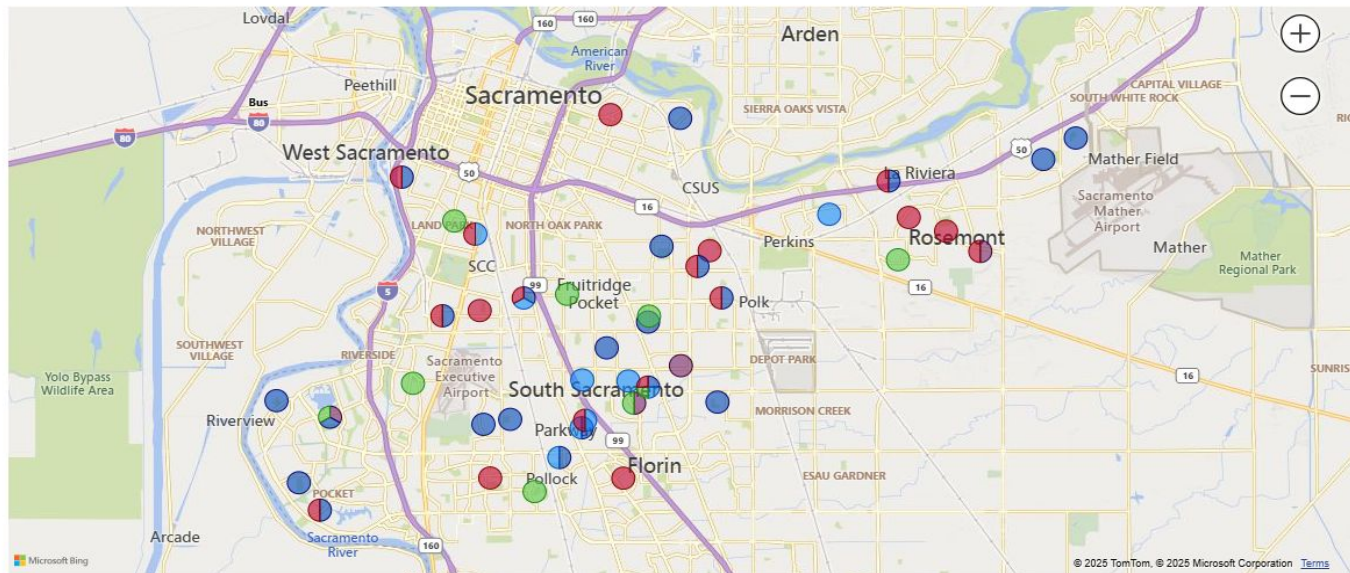 Lovdal
160
160
Arden
American
River
Peethill
Sacramento
SIERRA OAKS VISTA
CAPITAL VILLAGE
SOUTH WHITE ROCK
Bus
80
80
West Sacramento
50
50
Mather Field
CSUS
La Riviera
Sacramento
Mather
Airport
16
LAND PARK
NORTH OAK PARK
NORTHWEST
VILLAGE
Perkins
Rosemont
Mather
Mather
Regional Park
SCC
99
5
Fruitridge
Pocket
Polk
16
SOUTHWEST
VILLAGE
RIVERSIDE
Sacramento
Executive
Airport
DEPOT PARK
Yolo Bypass
Wildlife Area
16
SUNRIS
South Sacramento
Riverview
MORRISON CREEK
Parkway
99
Florin
Pollock
ESAU GARDNER
POCKET
Arcade
Sacramento
River
160
Microsoft Bing
© 2025 TomTom, © 2025 Microsoft Corporation Terms